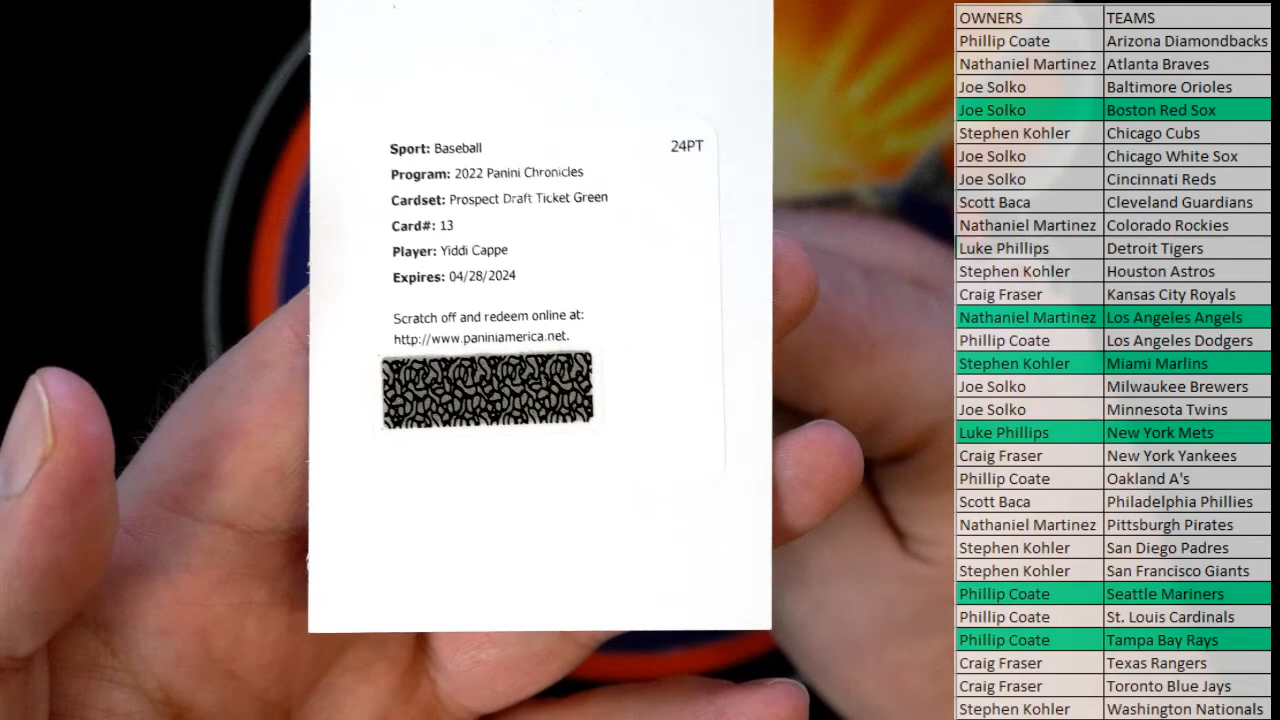 Sport: Baseball
24PT
Program: 2022 Panini Chronicles
Cardset: Prospect Draft Ticket Green
Card#: 13
Player: Yiddi Cappe
Expires: 04/28/2024
Scratch off and redeem online at:
http://www.paniniamerica.net.
OWNERS TEAMS
Phillip Coate Arizona Diamondbacks
Nathaniel Martinez Atlanta Braves
Joe Solko Baltimore Orioles
Joe Solko Boston Red Sox
Stephen Kohler Chicago Cubs
Joe Solko Chicago White Sox
Joe Solko Cincinnati Reds
Scott Baca Cleveland Guardians
Nathaniel Martinez Colorado Rockies
Luke Phillips Detroit Tigers
Stephen Kohler Houston Astros
Craig Fraser Kansas City Royals
Nathaniel Martinez Los Angeles Angels
Phillip Coate Los Angeles Dodgers
Stephen Kohler Miami Marlins
Joe Solko Milwaukee Brewers
Joe Solko Minnesota Twins
Luke Phillips New York Mets
Craig Fraser New York Yankees
Phillip Coate Oakland A's
Scott Baca Philadelphia Phillies
Nathaniel Martinez Pittsburgh Pirates
Stephen Kohler San Diego Padres
Stephen Kohler San Francisco Giants
Phillip Coate Seattle Mariners
Phillip Coate St. Louis Cardinals
Phillip Coate Tampa Bay Rays
Craig Fraser Texas Rangers
Craig Fraser Toronto Blue Jays
Stephen Kohler Washington Nationals